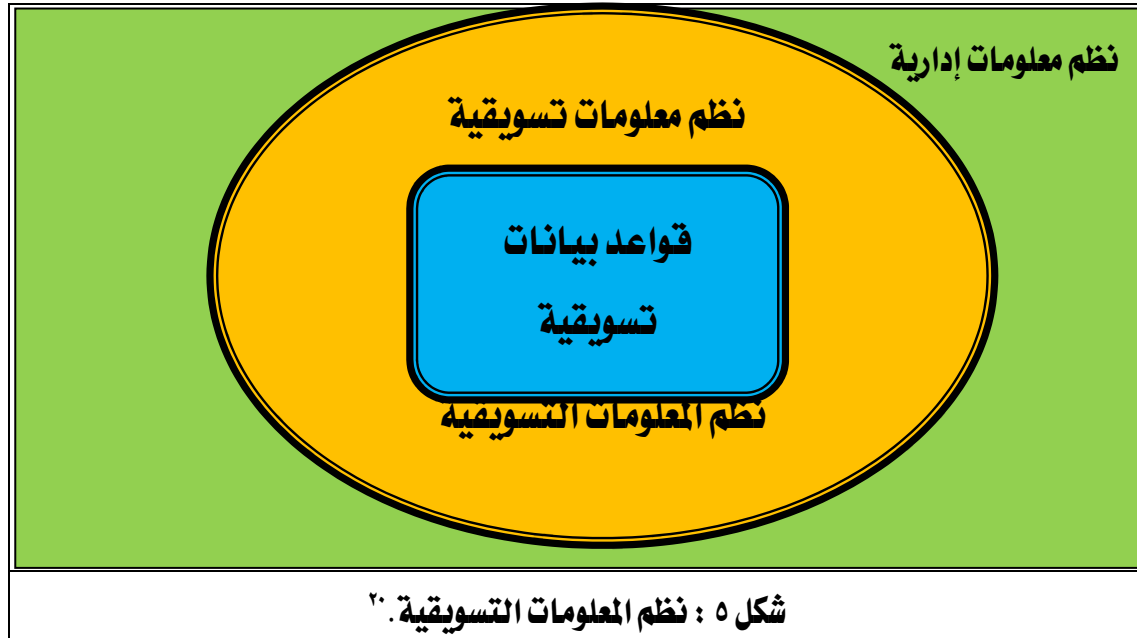 نظم معلومات إدارية
نظم معلومات تسويقية
قواعد بيانات
تسويقية
نظم المعلومات التسويقية
شكل ٥ : نظم المعلومات التسويقية .٢٠